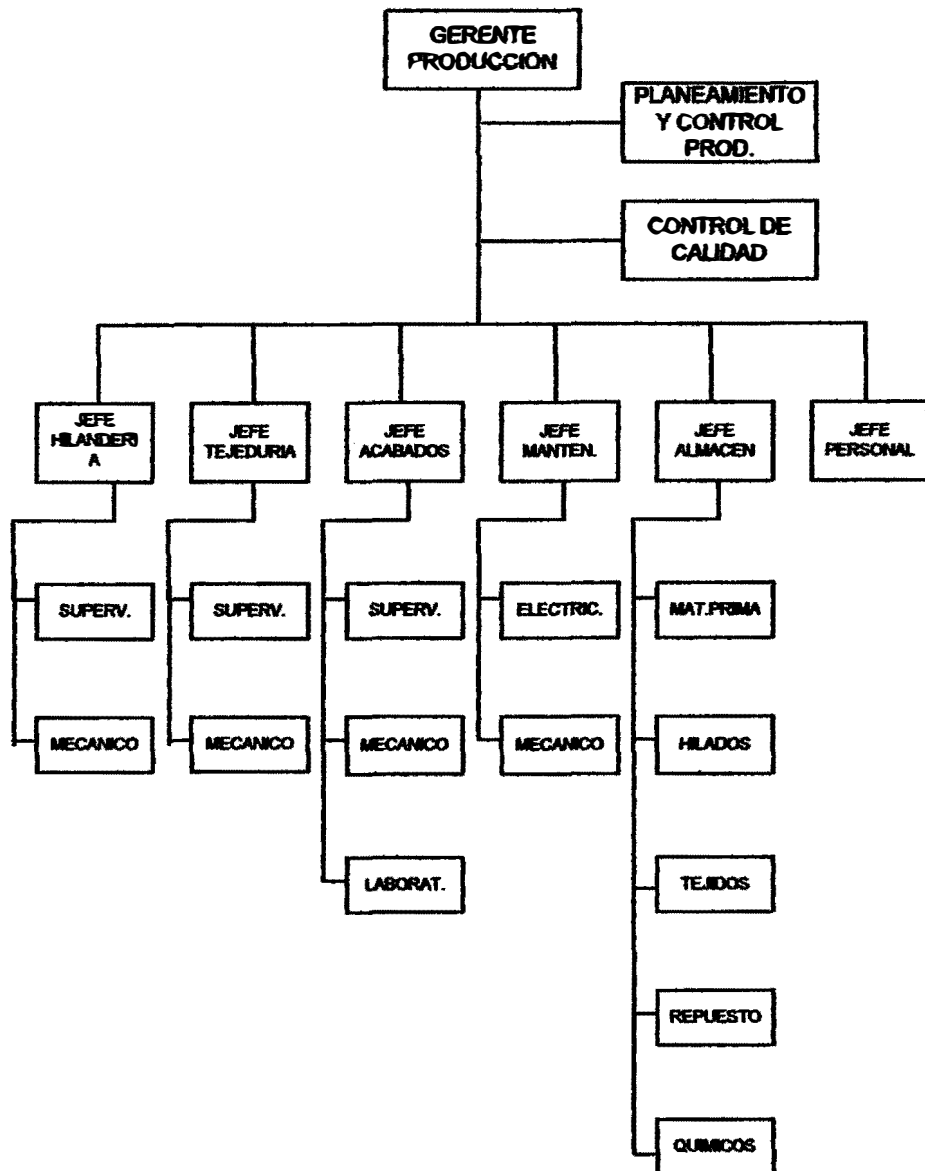 GERENTE
PRODUCCION
PLANEAMIENTO
Y CONTROL
PROD.
CONTROL DE
CALIDAD
JEFE
HILANDERI
A
JEFE
TEJEDURIA
JEFE
ACABADOS
JEFE
MANTEN.
JEFE
ALMACEN
JEFE
PERSONAL
SUPERV.
SUPERV.
SUPERV.
ELECTRIC.
MAT.PRIMA
MECANICO
MECANICO
MECANICO
MECANICO
HILADOS
LABORAT.
TEJIDOS
REPUESTO
QUIMICOS